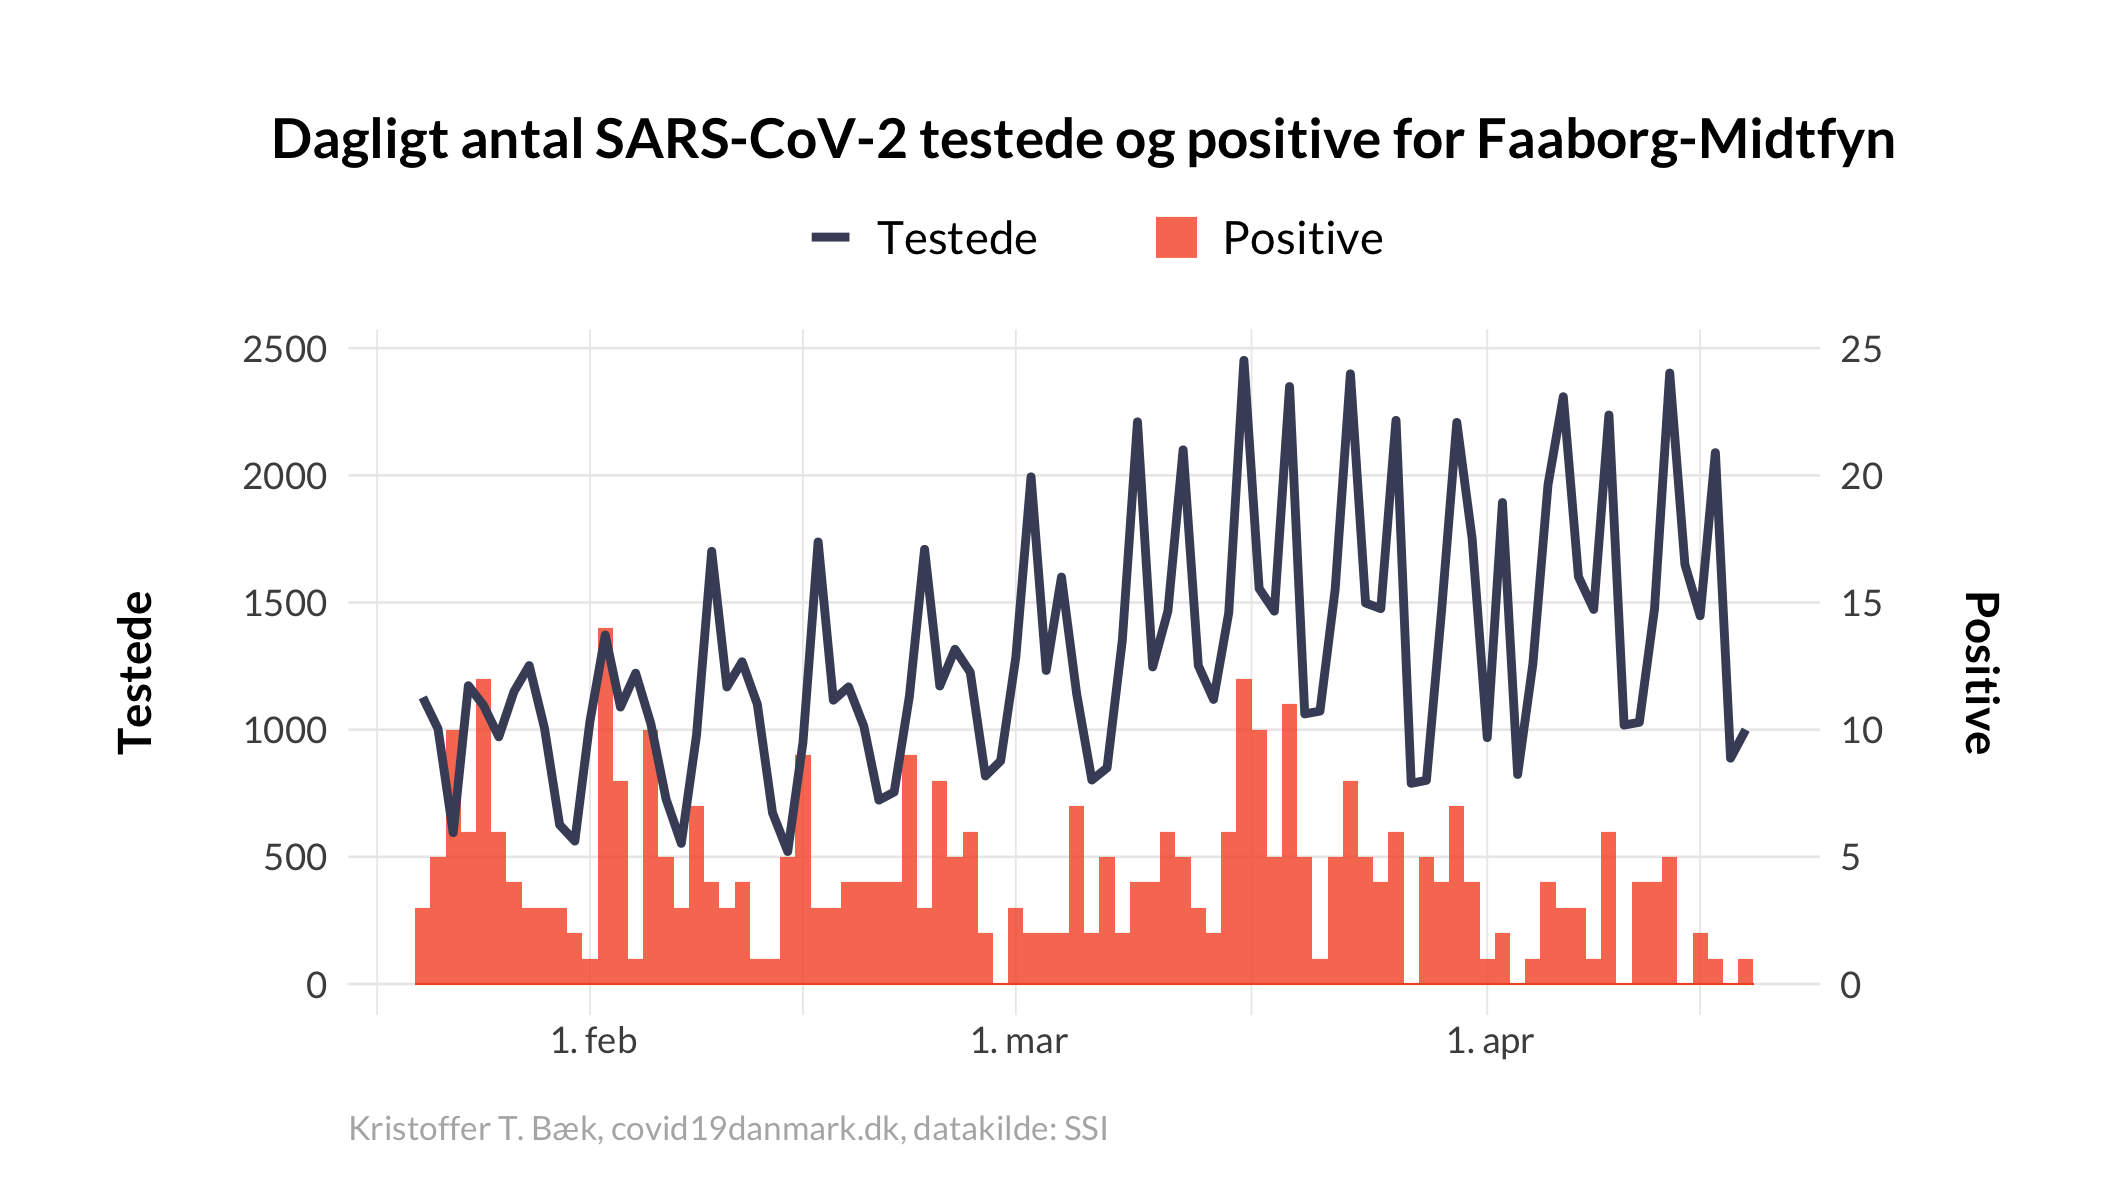 Dagligt antal SARS-CoV-2 testede og positive for Faaborg-Midtfyn
Testede
Positive
2500
2000
1500
1000
500
0
Testede
25
20
15
10
5
0
Positive
1. feb
1. mar
1. apr
Kristoffer T. Bæk, covid19danmark.dk, datakilde: SSI